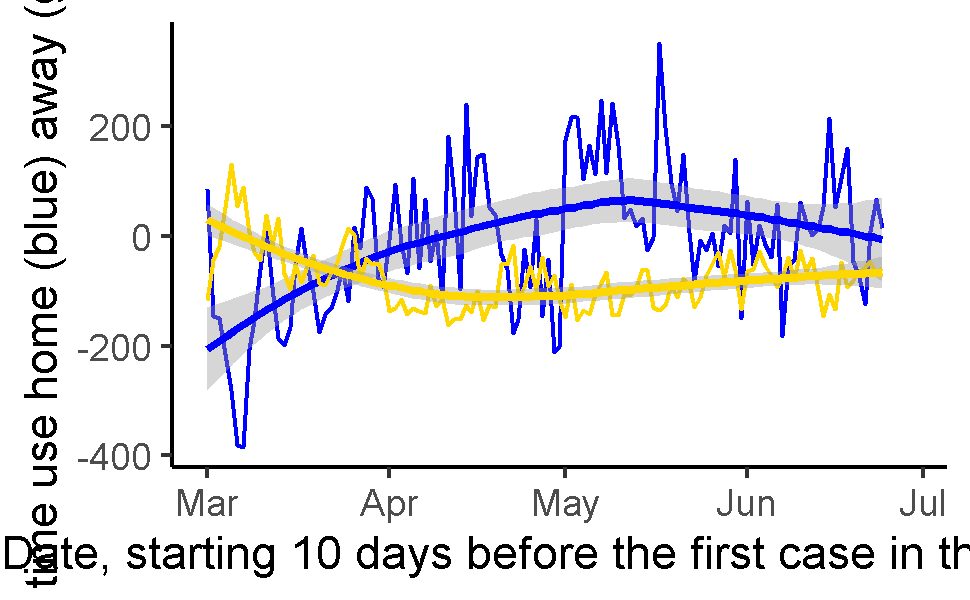 time use home (blue) away (
200
0
-200
-400
Mar Apr May Jun Jul
Date, starting 10 days before the first case in th